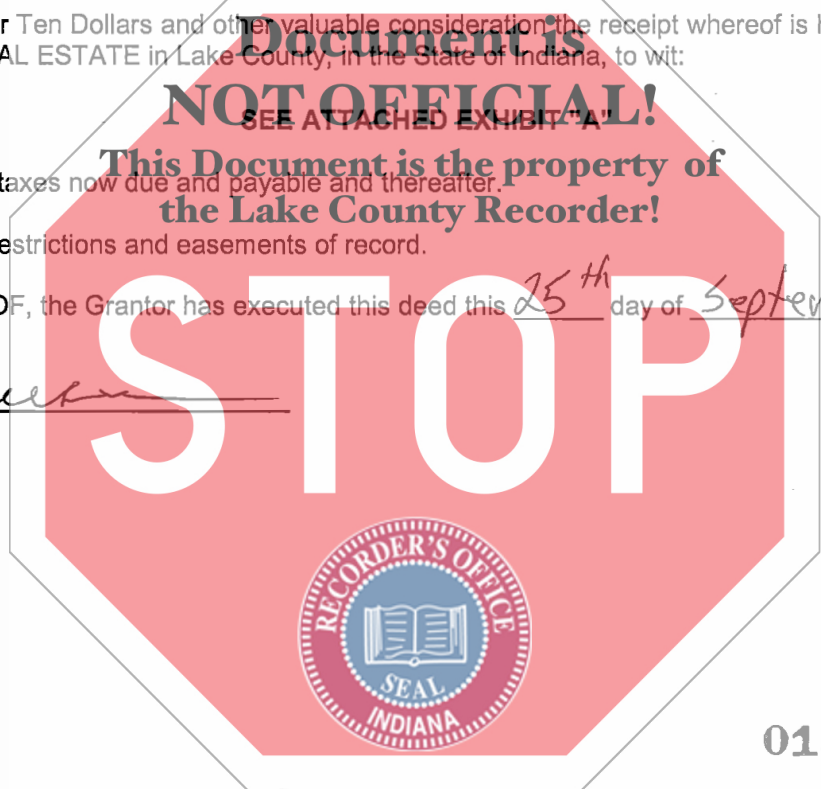 r Ten Dollars and other valuable consideration the receipt whereof is h
Document is
AL ESTATE in Lake County, in the State of Indiana, to wit:
NOT OFFICIAL!
SEE ATTACHED EXHIBIT "A"
This Document is the property of
taxes now due and payable and thereafter.
the Lake County Recorder!
estrictions and easements of record.
OF, the Grantor has executed this deed this 25th day of Septem
STOP
RECORDER'S OFFICE
SEAL
INDIANA
01